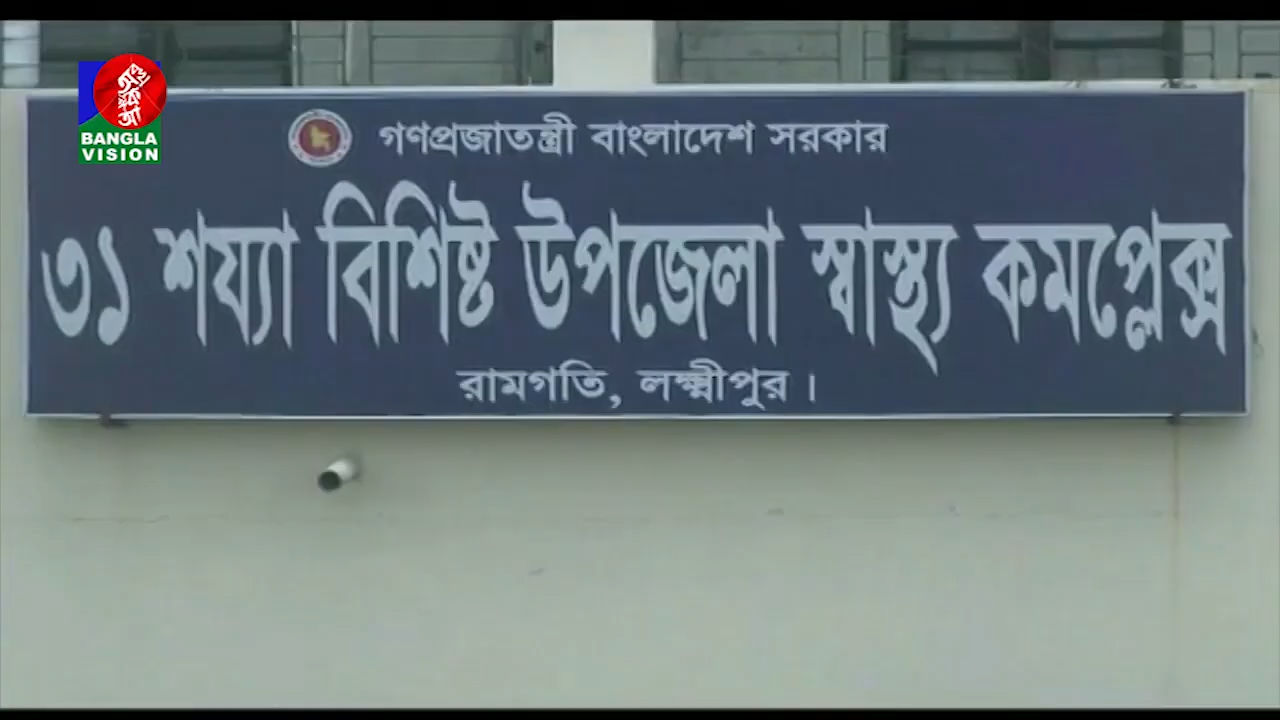 BANGLA
VISION
গণপ্রজাতন্ত্রী বাংলাদেশ সরকার
৩১ শয্যা বিশিষ্ট উপজেলা স্বাস্থ্য কমপ্লেক্স
রামগতি, লক্ষ্মীপুর।